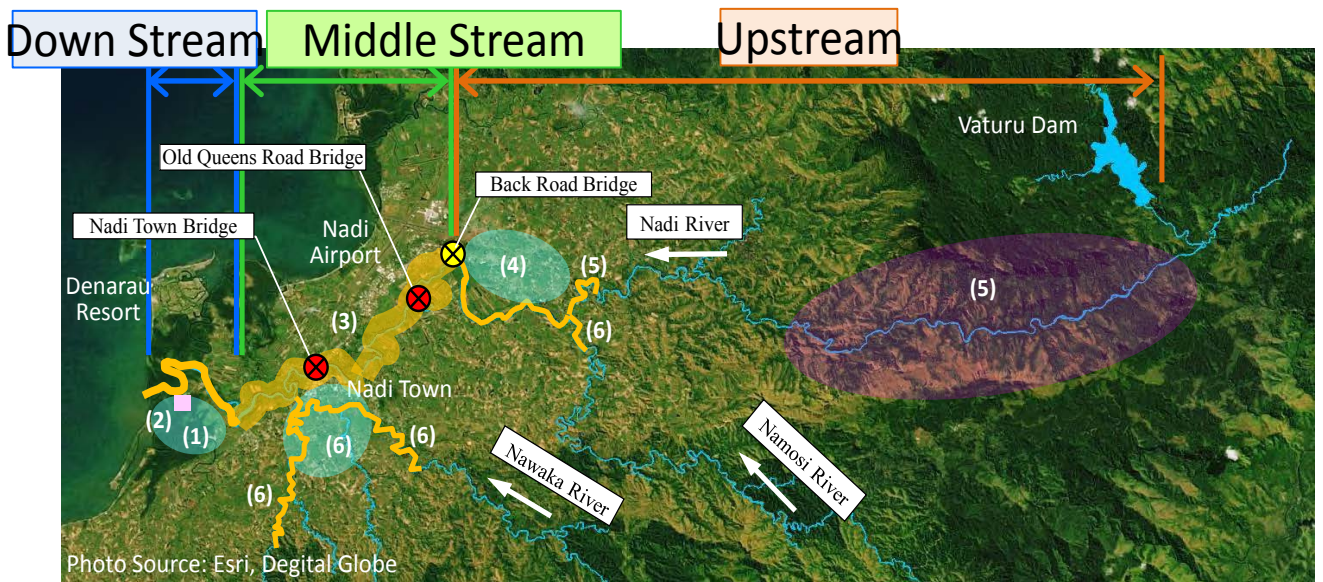 Down Stream
Middle Stream
Upstream
Vaturu Dam
Old Queens Road Bridge
Back Road Bridge
Nadi Town Bridge
Nadi
Airport
Nadi River
Denarau
Resort
(4)
(5)
(5)
(3)
(6)
Nadi Town
(2)
(1)
(6)
(6)
(6)
Nawaka River
Namosi River
Photo Source: Esri, Degital Globe